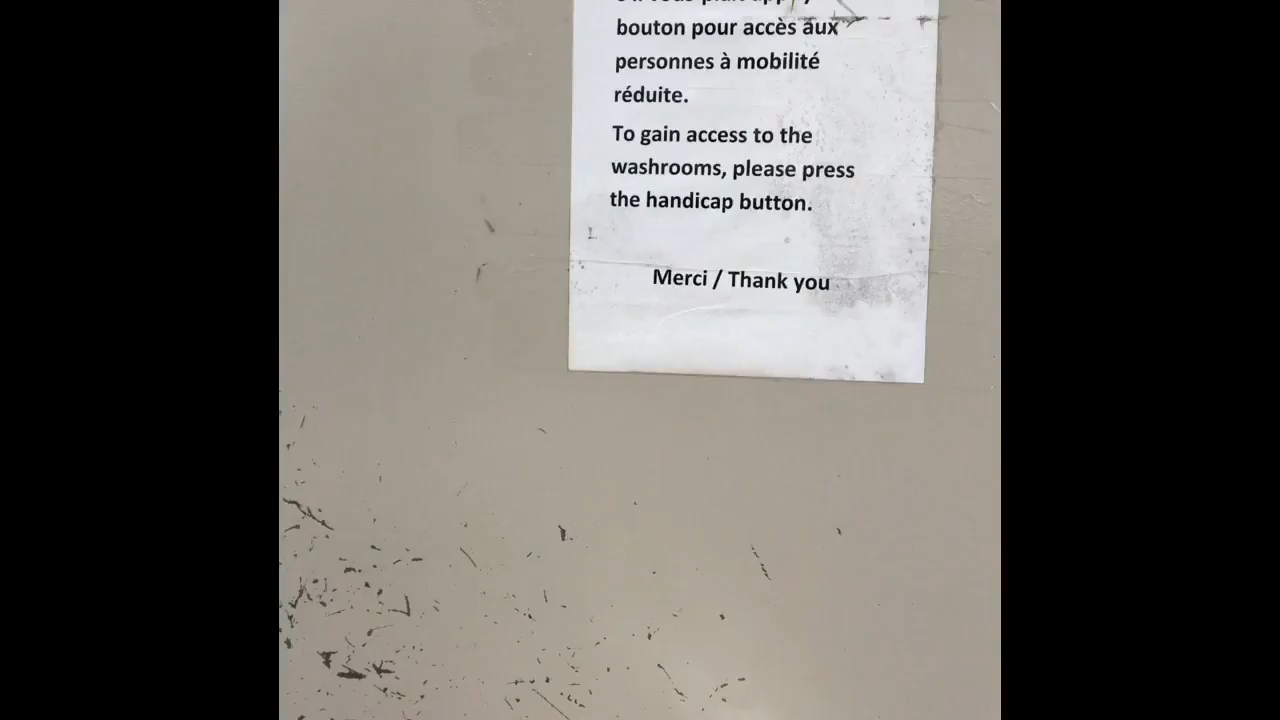 bouton pour accès aux
personnes à mobilité
réduite.
To gain access to the
washrooms, please press
the handicap button.
Merci / Thank you